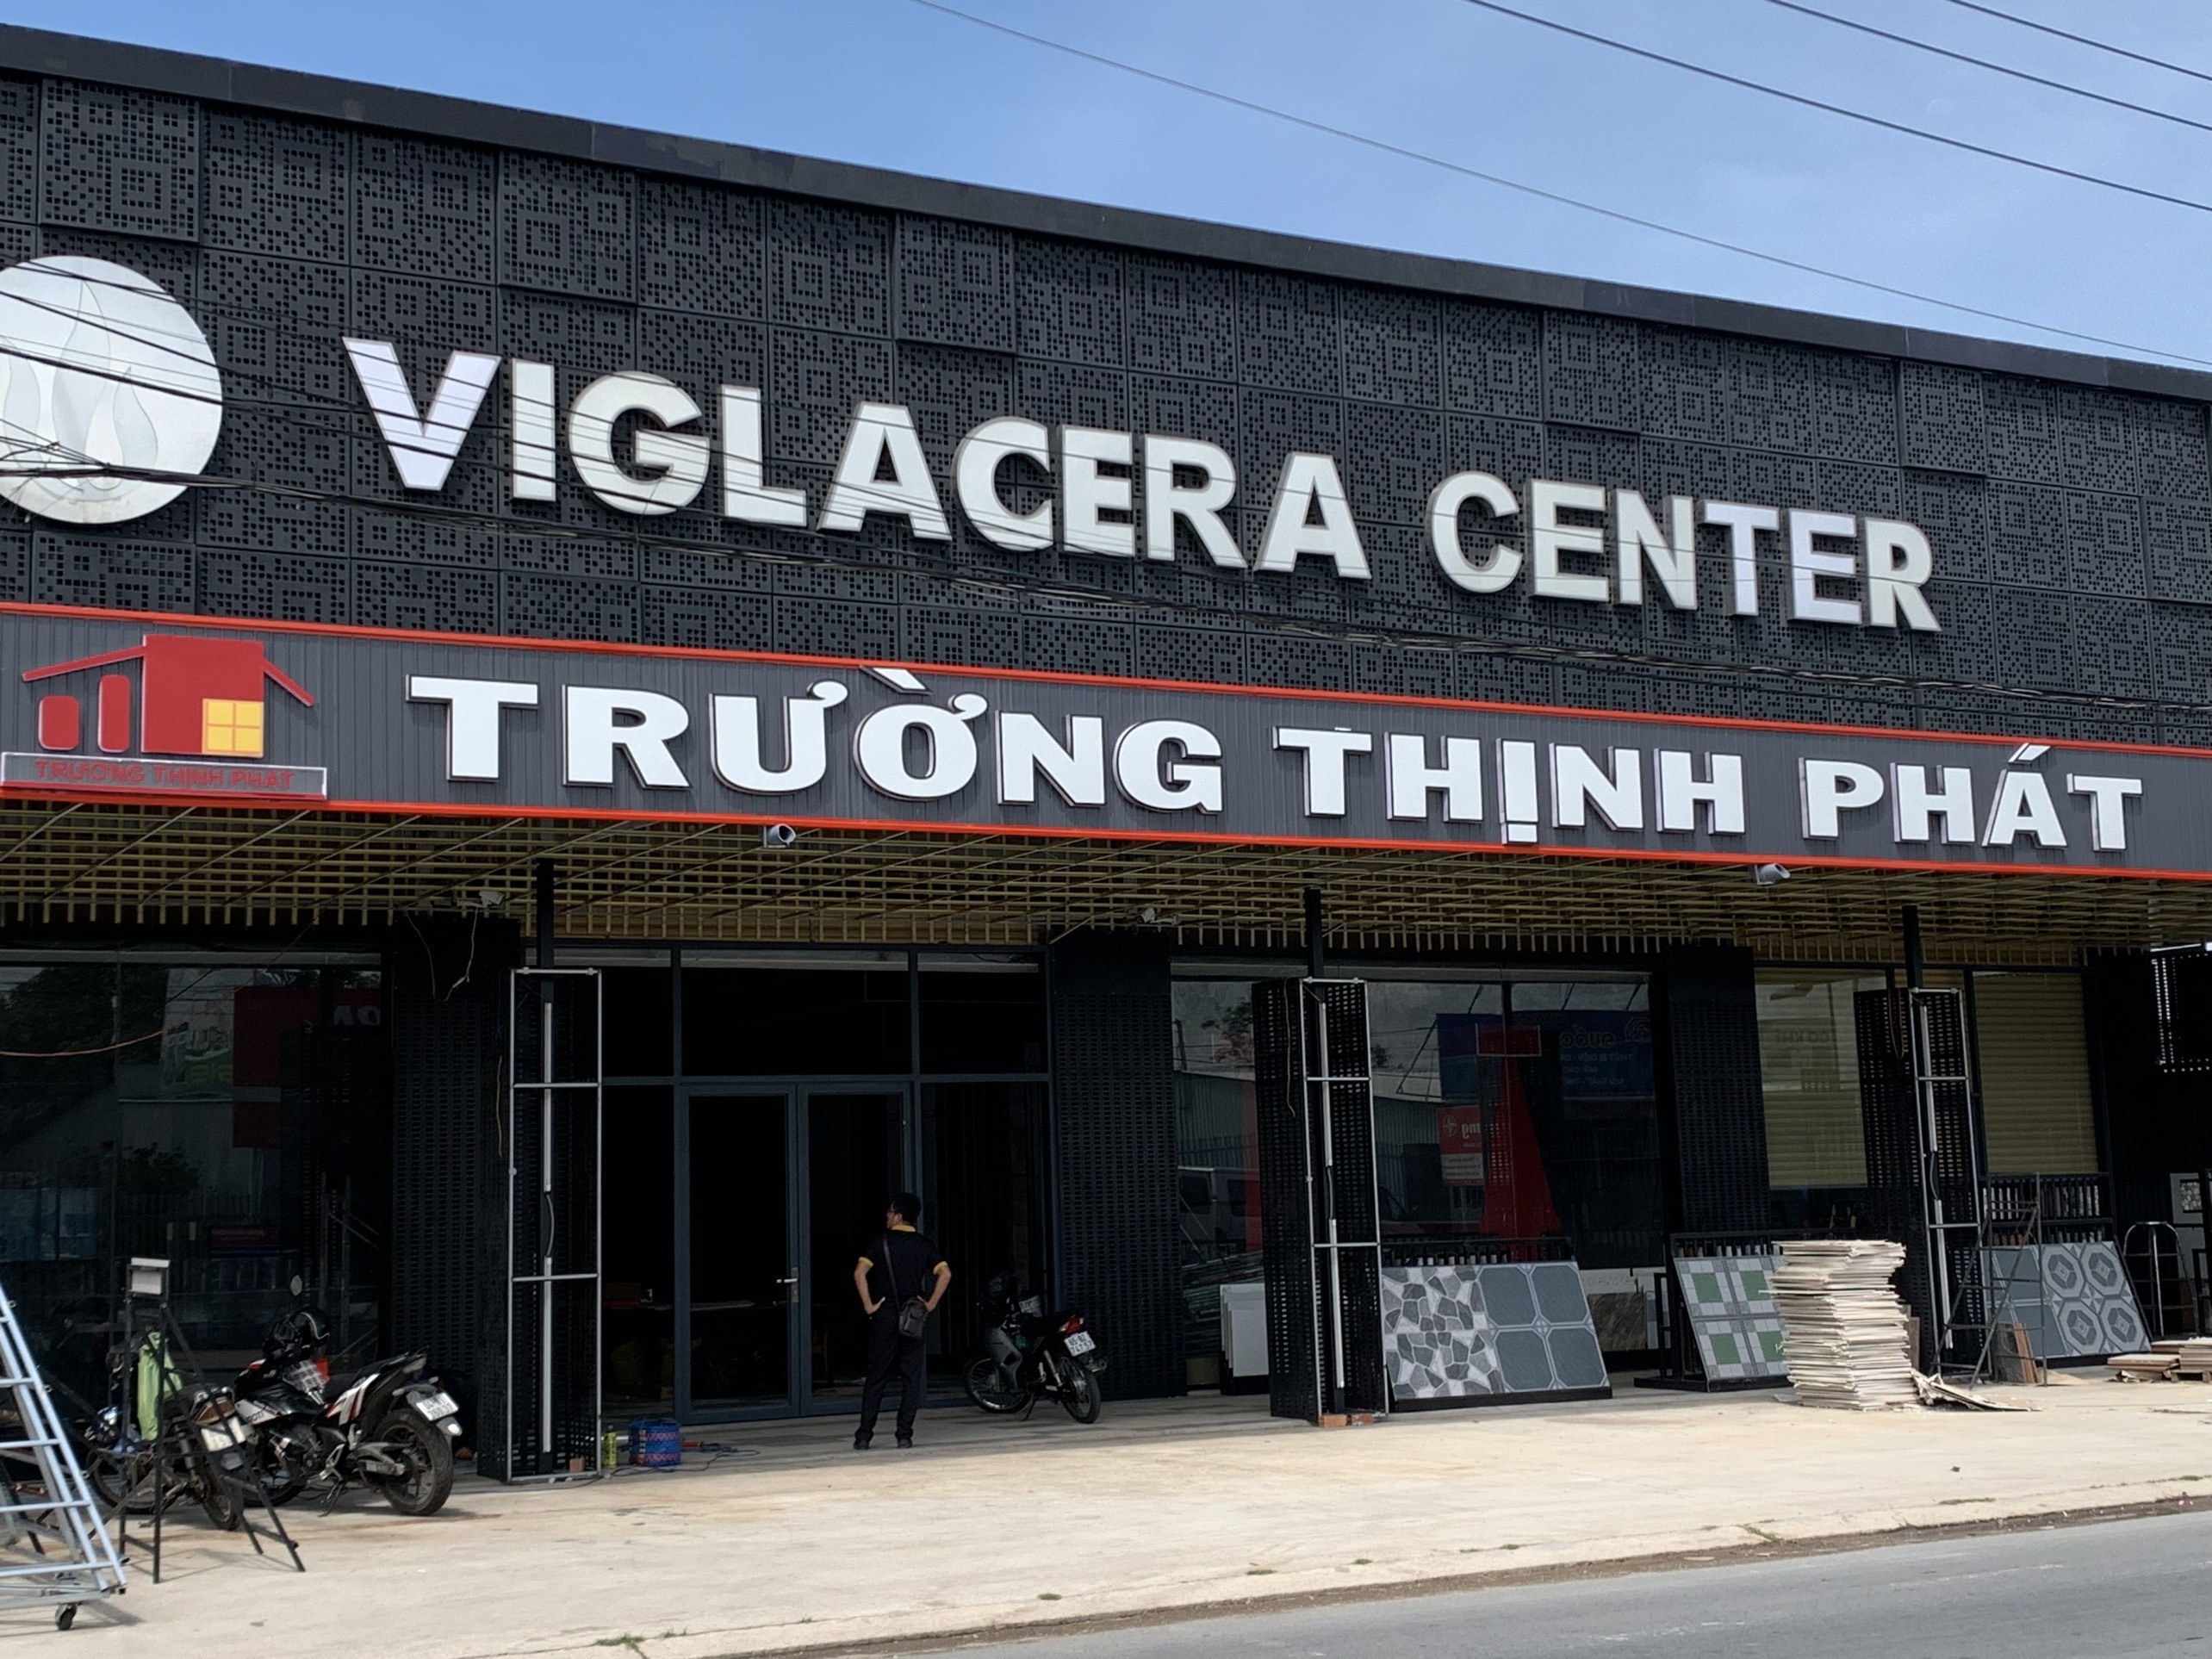 VIGLACERA CENTER
TRƯỜNG THỊNH PHÁT
TRƯỜNG THỊNH PHÁT